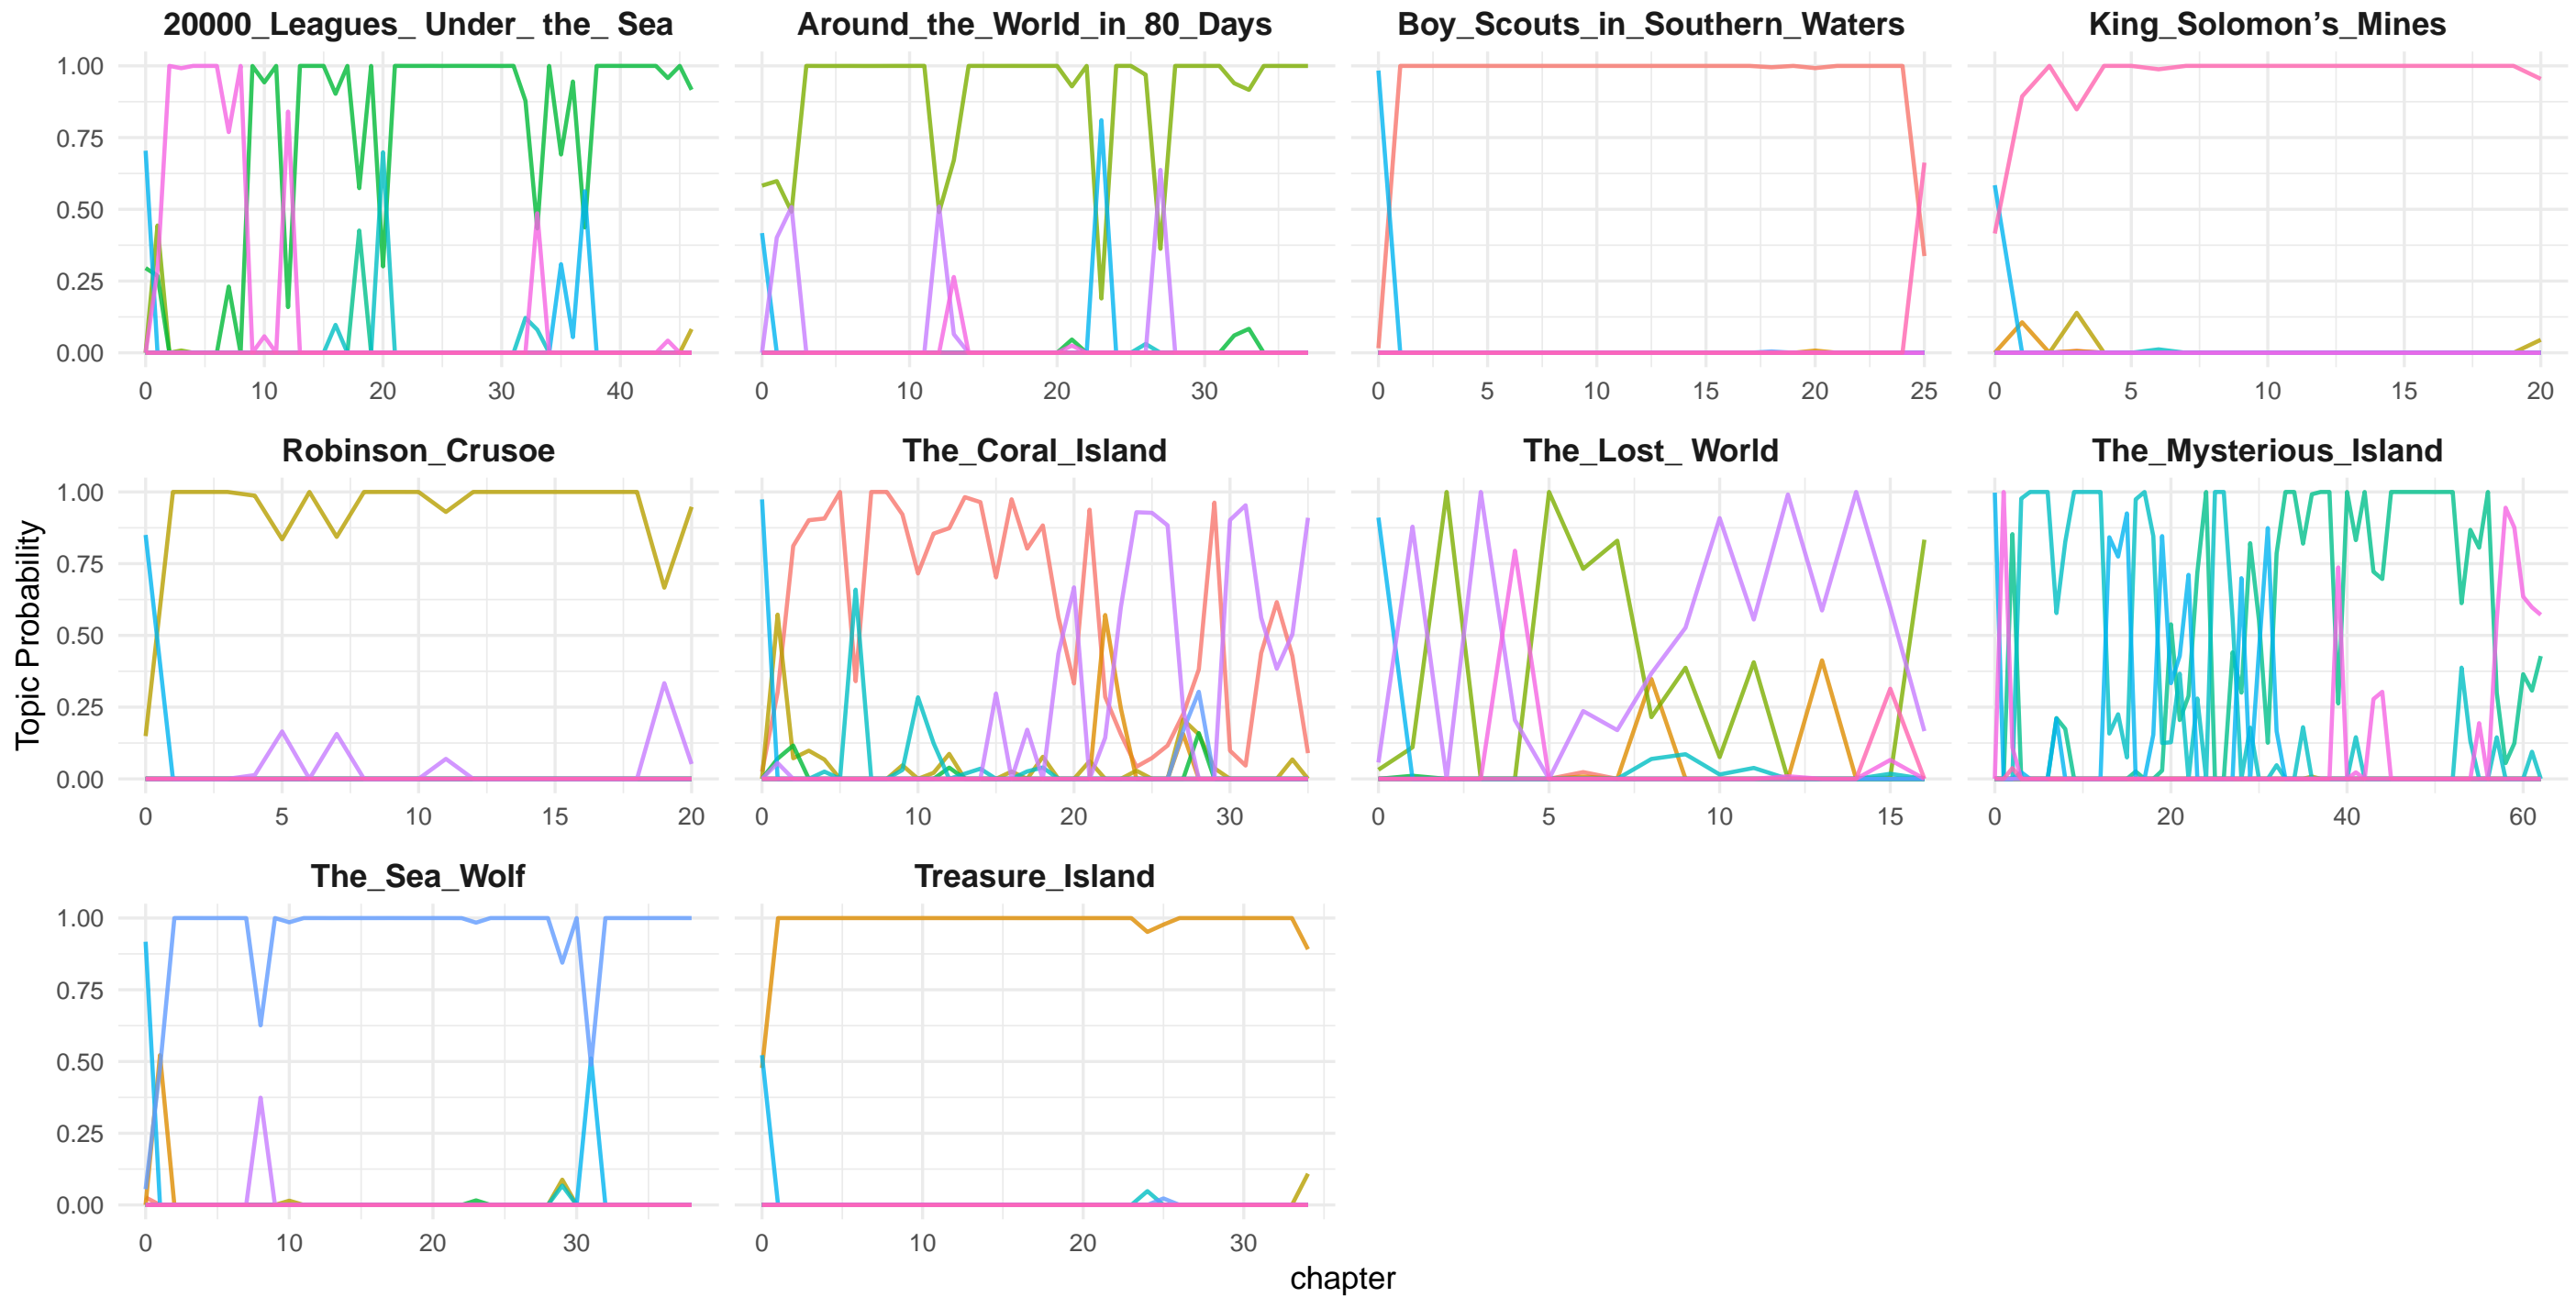 20000_Leagues_ Under_ the_ Sea
Around_the_World_in_80_Days
Boy_Scouts_in_Southern_Waters
King_Solomon’s_Mines
1.00
0.75
0.50
0.25
0.00
0 10 20 30 40
0 10 20 30
0 5 10 15 20 25
0 5 10 15 20
Robinson_Crusoe
The_Coral_Island
The_Lost_ World
The_Mysterious_Island
Topic Probability
1.00
0.75
0.50
0.25
0.00
0 5 10 15 20
0 10 20 30
0 5 10 15
0 20 40 60
The_Sea_Wolf
Treasure_Island
1.00
0.75
0.50
0.25
0.00
0 10 20 30
0 10 20 30
chapter